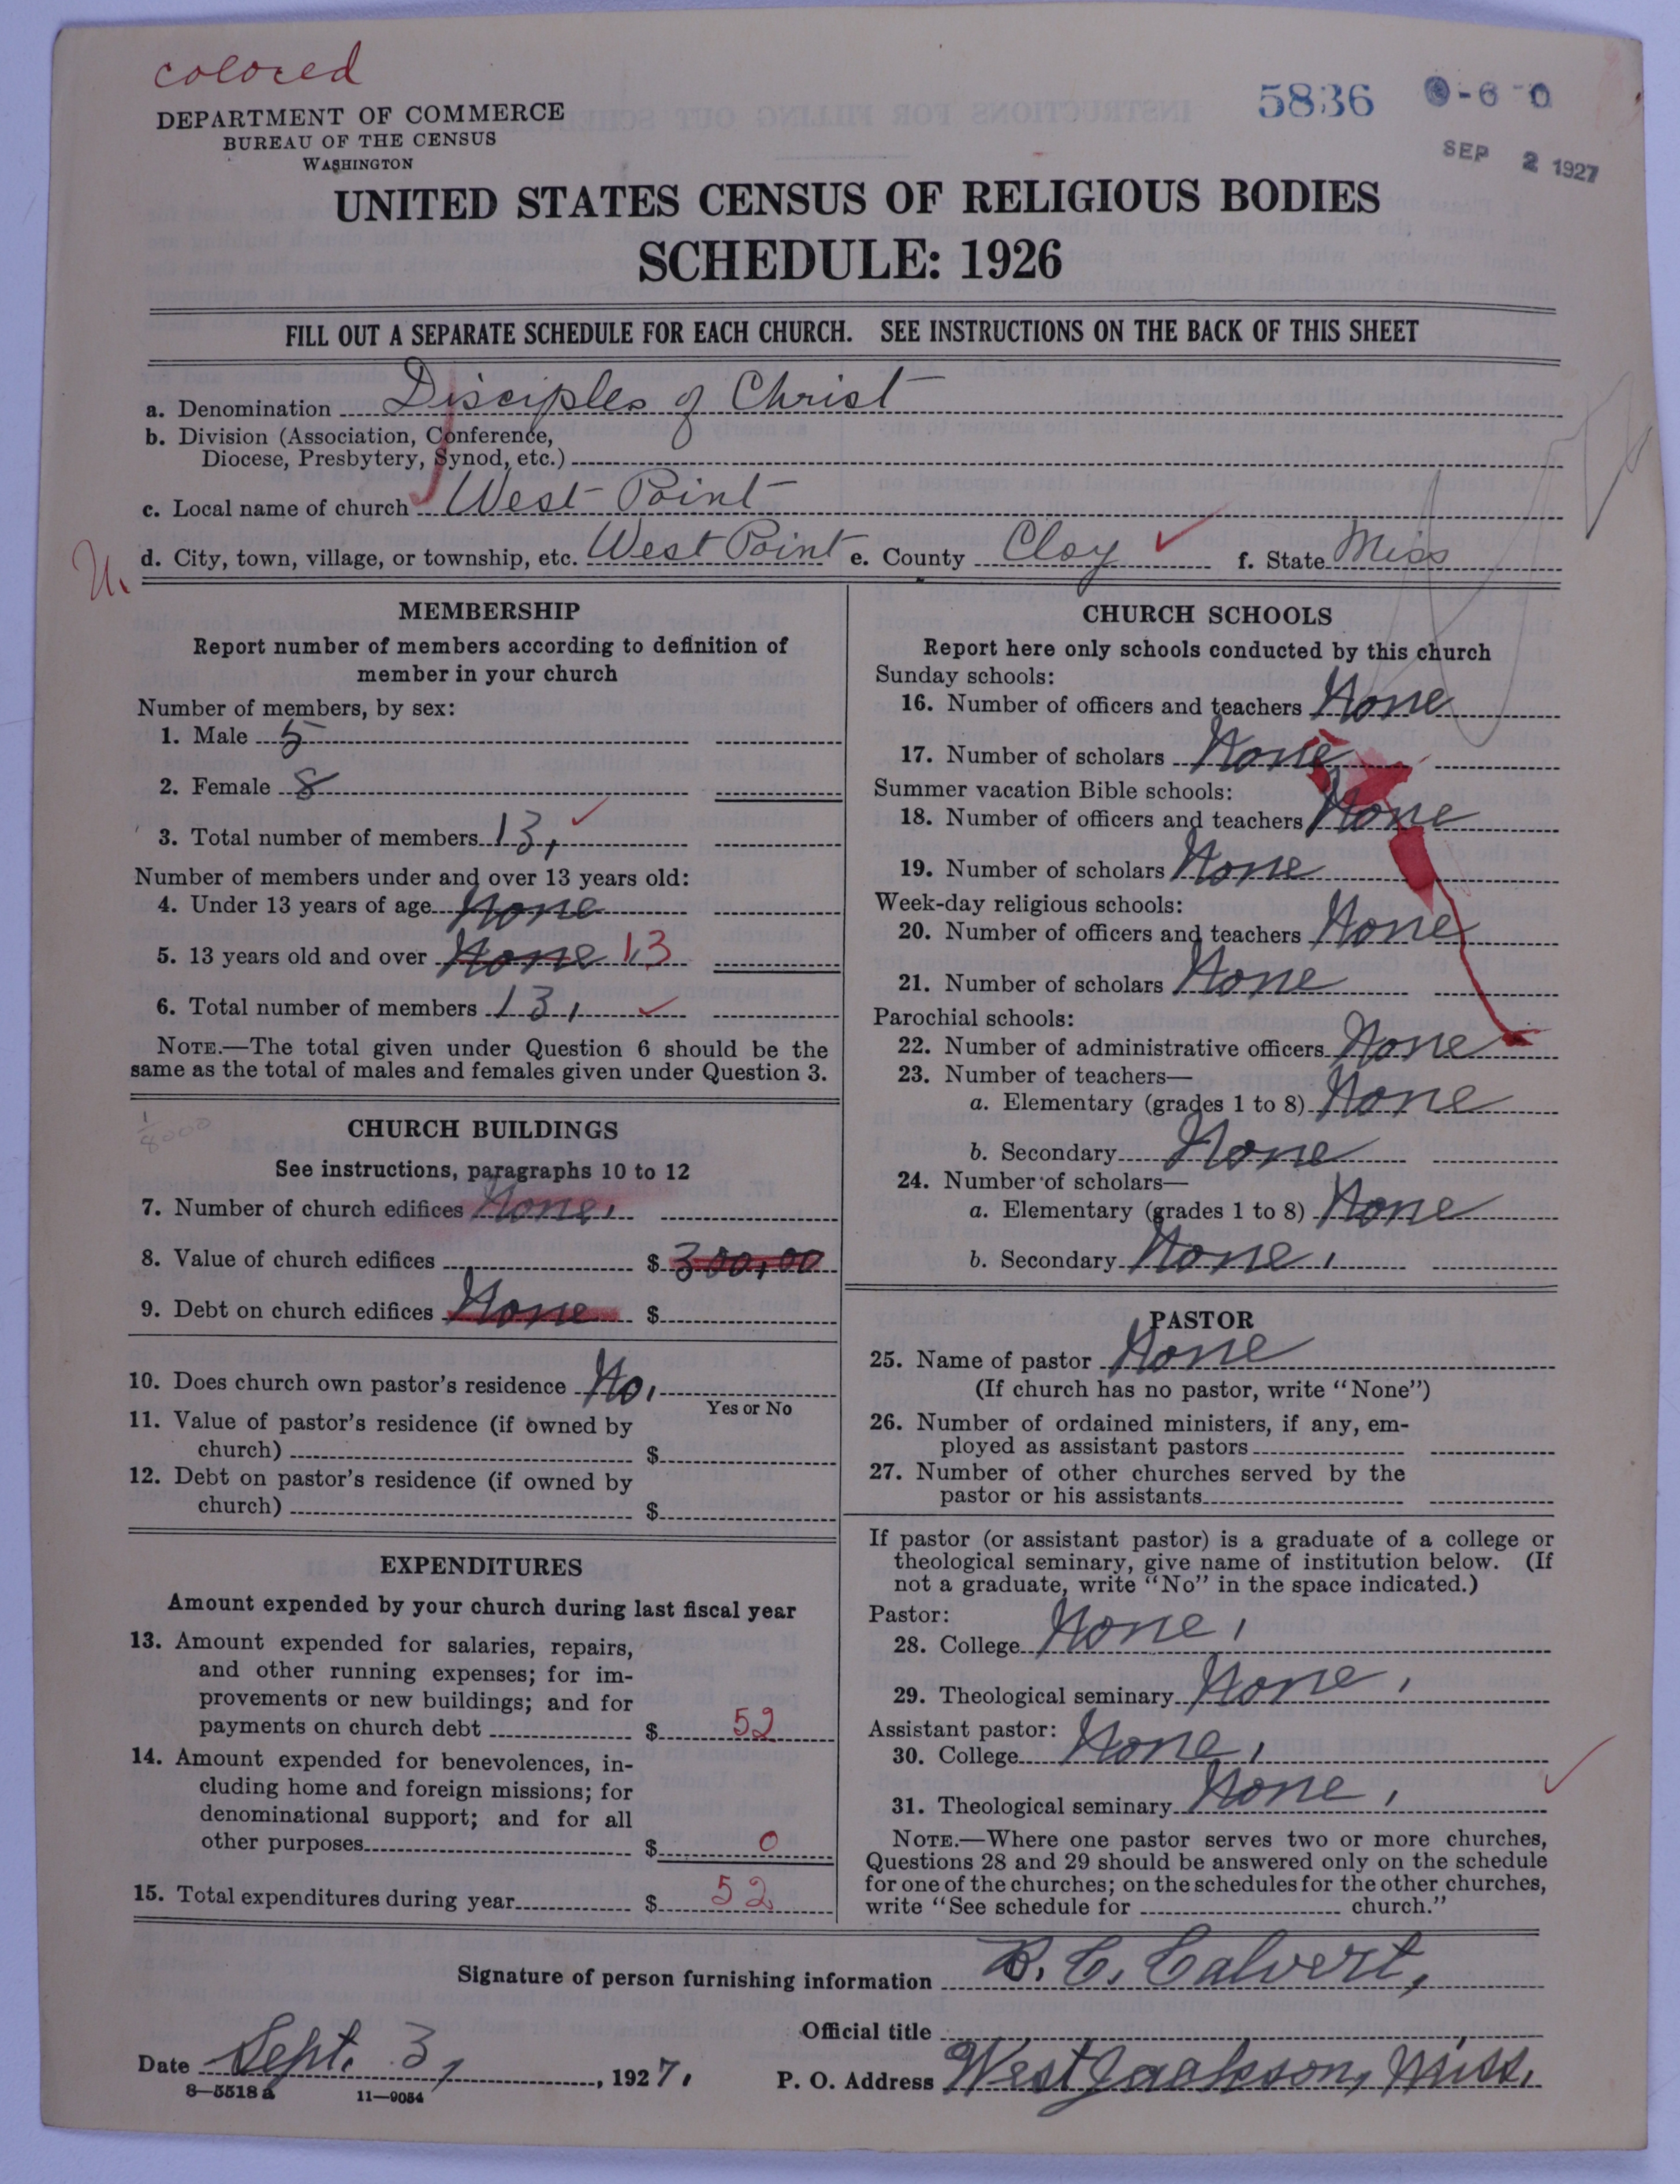 colored
DEPARTMENT OF COMMERCE
BUREAU OF THE CENSUS
WASHINGTON
5836
SEP 2 1927
UNITED STATES CENSUS OF RELIGIOUS BODIES
SCHEDULE: 1926
FILL OUT A SEPARATE SCHEDULE FOR EACH CHURCH. SEE INSTRUCTIONS ON THE BACK OF THIS SHEET
a. Denomination Disciples of Christ
b. Division (Association, Conference,
Diocese, Presbytery, Synod, etc.)
c. Local name of church West Point
d. City, town, village, or township, etc. West Point e. County Clay f. State Miss
MEMBERSHIP
Report number of members according to definition of
member in your church
Number of members, by sex:
1. Male 5
2. Female 8
3. Total number of members 13,
Number of members under and over 13 years old:
4. Under 13 years of age None
5. 13 years old and over None 13
6. Total number of members 13,
NOTE.—The total given under Question 6 should be the
same as the total of males and females given under Question 3.
CHURCH BUILDINGS
See instructions, paragraphs 10 to 12
7. Number of church edifices None,
8. Value of church edifices $ 300,00
9. Debt on church edifices None $
10. Does church own pastor's residence No,
Yes or No
11. Value of pastor's residence (if owned by
church) $
12. Debt on pastor's residence (if owned by
church) $
EXPENDITURES
Amount expended by your church during last fiscal year
13. Amount expended for salaries, repairs,
and other running expenses; for im-
provements or new buildings; and for
payments on church debt $ 52
14. Amount expended for benevolences, in-
cluding home and foreign missions; for
denominational support; and for all
other purposes $ 0
15. Total expenditures during year $ 52
CHURCH SCHOOLS
Report here only schools conducted by this church
Sunday schools:
16. Number of officers and teachers None
17. Number of scholars None
Summer vacation Bible schools:
18. Number of officers and teachers None
19. Number of scholars None
Week-day religious schools:
20. Number of officers and teachers None
21. Number of scholars None
Parochial schools:
22. Number of administrative officers None
23. Number of teachers—
a. Elementary (grades 1 to 8) None
b. Secondary None
24. Number of scholars—
a. Elementary (grades 1 to 8) None
b. Secondary None,
PASTOR
25. Name of pastor None
(If church has no pastor, write "None")
26. Number of ordained ministers, if any, em-
ployed as assistant pastors
27. Number of other churches served by the
pastor or his assistants
If pastor (or assistant pastor) is a graduate of a college or
theological seminary, give name of institution below. (If
not a graduate, write "No" in the space indicated.)
Pastor:
28. College None,
29. Theological seminary None,
Assistant pastor:
30. College None,
31. Theological seminary None,
NOTE.—Where one pastor serves two or more churches,
Questions 28 and 29 should be answered only on the schedule
for one of the churches; on the schedules for the other churches,
write "See schedule for church."
Signature of person furnishing information B. C. Calvert,
Official title
Date Sept. 3, 1927, P. O. Address West Jackson, Miss.
8—5518 a 11—9054